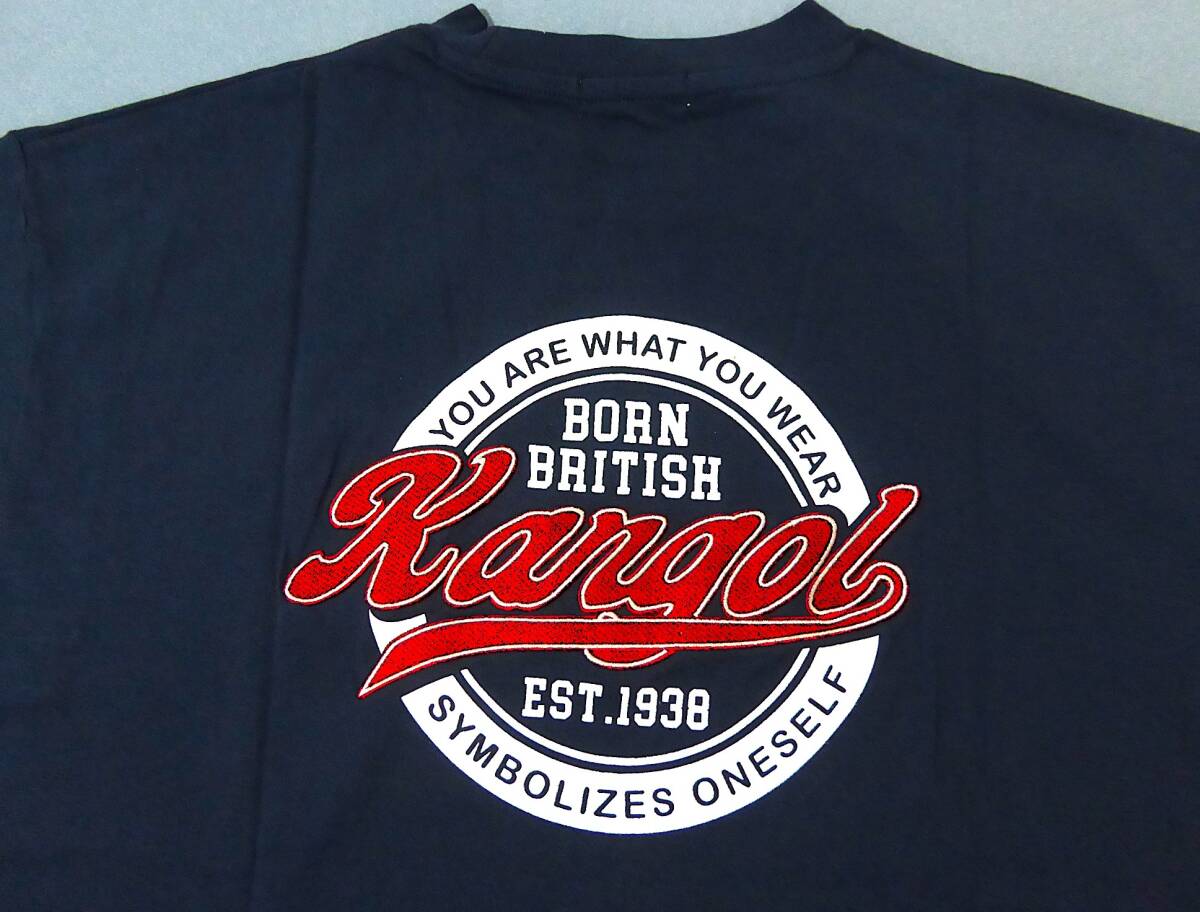 YOU ARE WHAT YOU WEAR
BORN
BRITISH
Kangol
EST.1938
SYMBOLIZES ONESELF